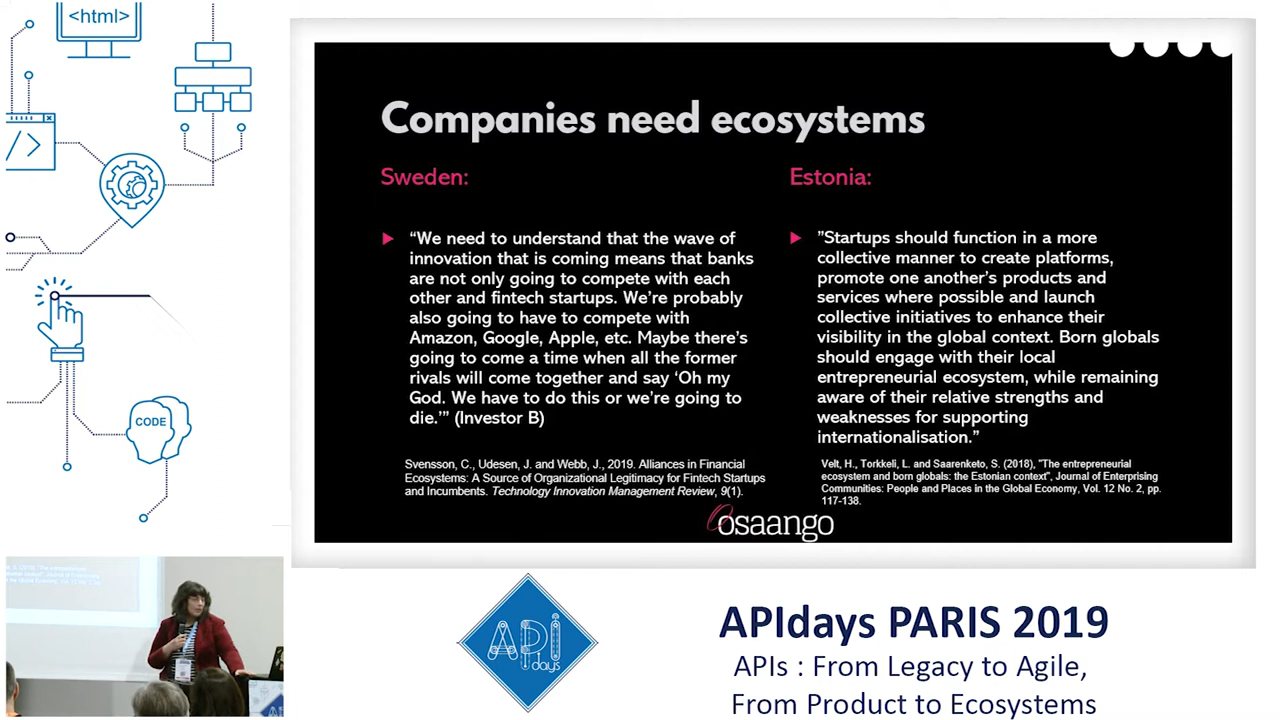 <html>
</>
CODE
Companies need ecosystems
Sweden:
“We need to understand that the wave of
innovation that is coming means that banks
are not only going to compete with each
other and fintech startups. We’re probably
also going to have to compete with
Amazon, Google, Apple, etc. Maybe there’s
going to come a time when all the former
rivals will come together and say ‘Oh my
God. We have to do this or we’re going to
die.’” (Investor B)
Svensson, C., Udesen, J. and Webb, J., 2019. Alliances in Financial
Ecosystems: A Source of Organizational Legitimacy for Fintech Startups
and Incumbents. Technology Innovation Management Review, 9(1).
Estonia:
”Startups should function in a more
collective manner to create platforms,
promote one another’s products and
services where possible and launch
collective initiatives to enhance their
visibility in the global context. Born globals
should engage with their local
entrepreneurial ecosystem, while remaining
aware of their relative strengths and
weaknesses for supporting
internationalisation.”
Velt, H., Torkkeli, L. and Saarenketo, S. (2018), "The entrepreneurial
ecosystem and born globals: the Estonian context", Journal of Enterprising
Communities: People and Places in the Global Economy, Vol. 12 No. 2, pp.
117-138.
osaango
API
days
APIdays PARIS 2019
APIs : From Legacy to Agile,
From Product to Ecosystems